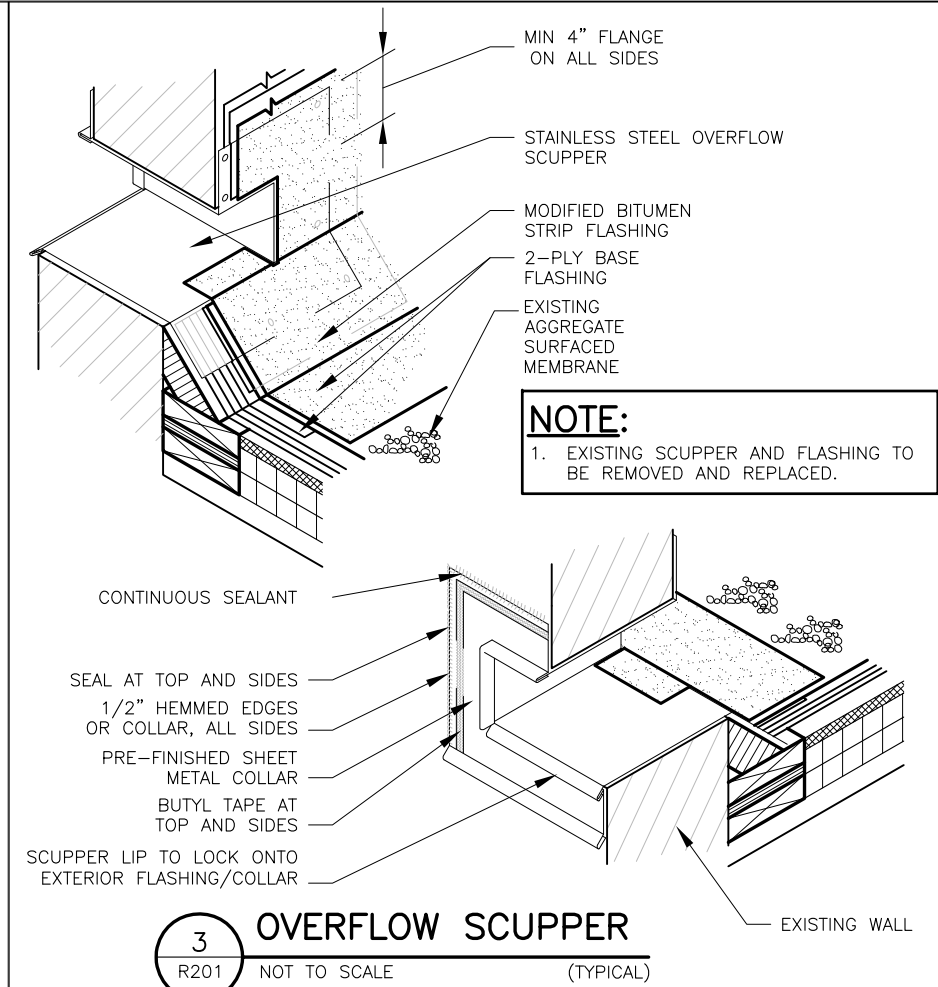 MIN 4” FLANGE
ON ALL SIDES
STAINLESS STEEL OVERFLOW
SCUPPER
MODIFIED BITUMEN
STRIP FLASHING
2-PLY BASE
FLASHING
EXISTING
AGGREGATE
SURFACED
MEMBRANE
NOTE:
1. EXISTING SCUPPER AND FLASHING TO
BE REMOVED AND REPLACED.
CONTINUOUS SEALANT
SEAL AT TOP AND SIDES
1/2” HEMMED EDGES
OR COLLAR, ALL SIDES
PRE-FINISHED SHEET
METAL COLLAR
BUTYL TAPE AT
TOP AND SIDES
SCUPPER LIP TO LOCK ONTO
EXTERIOR FLASHING/COLLAR
EXISTING WALL
3
R201
OVERFLOW SCUPPER
NOT TO SCALE (TYPICAL)